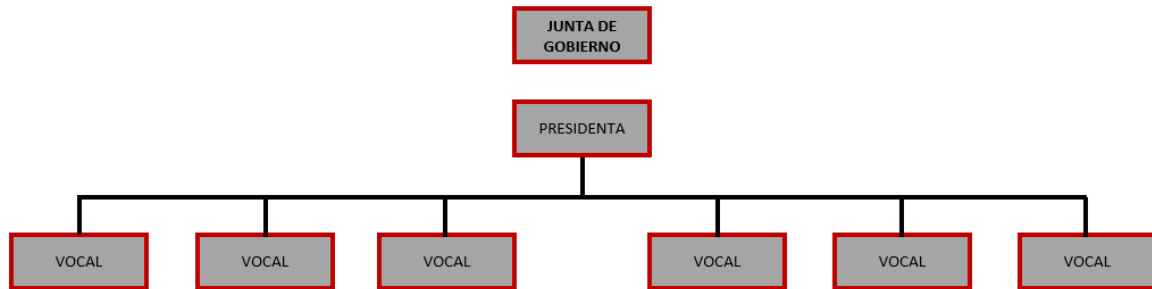 JUNTA DE
GOBIERNO
PRESIDENTA
VOCAL
VOCAL
VOCAL
VOCAL
VOCAL
VOCAL